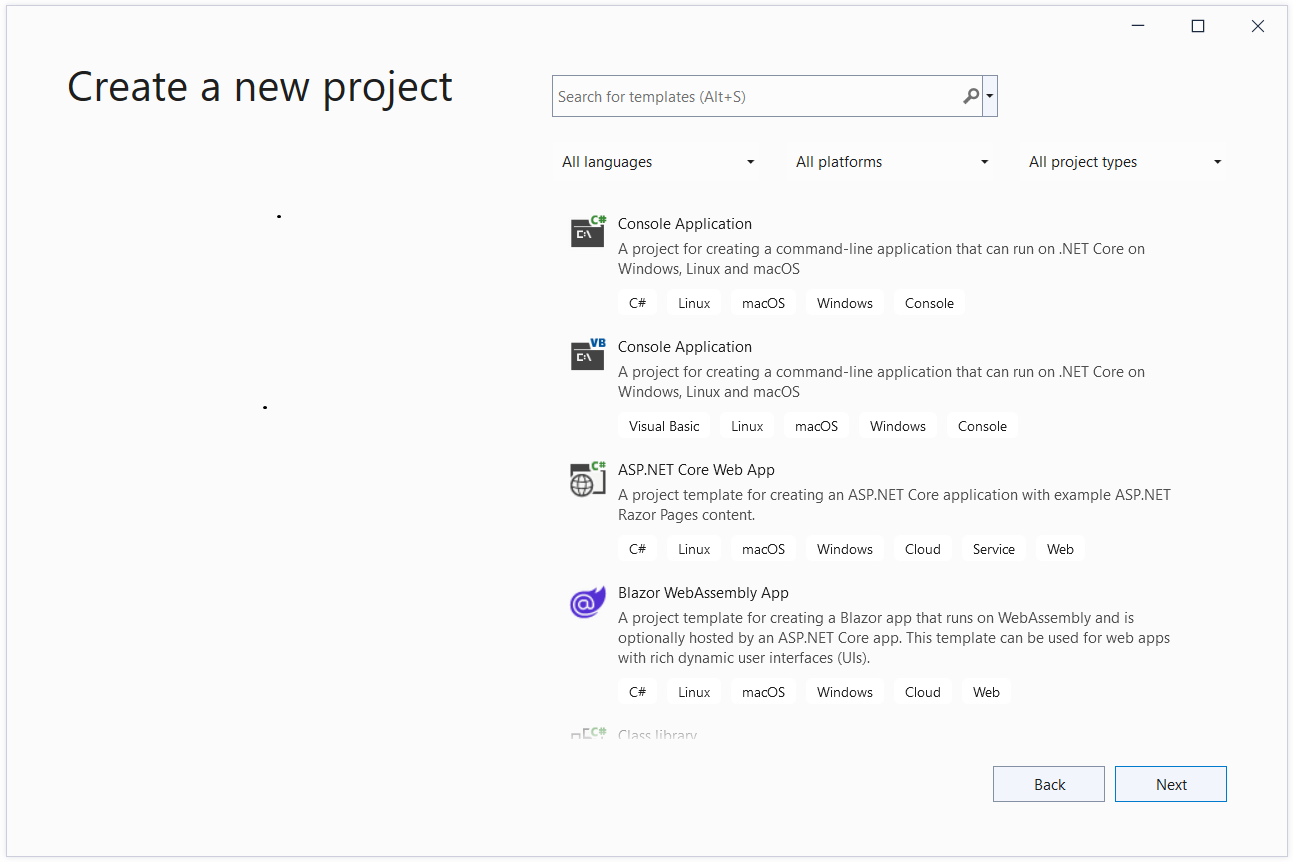 Create a new project
Search for templates (Alt+S)
All languages
All platforms
All project types
C#
C:\
Console Application
A project for creating a command-line application that can run on .NET Core on
Windows, Linux and macOS
C# Linux macOS Windows Console
VB
C:\
Console Application
A project for creating a command-line application that can run on .NET Core on
Windows, Linux and macOS
Visual Basic Linux macOS Windows Console
C#
ASP.NET Core Web App
A project template for creating an ASP.NET Core application with example ASP.NET
Razor Pages content.
C# Linux macOS Windows Cloud Service Web
@
Blazor WebAssembly App
A project template for creating a Blazor app that runs on WebAssembly and is
optionally hosted by an ASP.NET Core app. This template can be used for web apps
with rich dynamic user interfaces (UIs).
C# Linux macOS Windows Cloud Web
C#
Class library
Back
Next